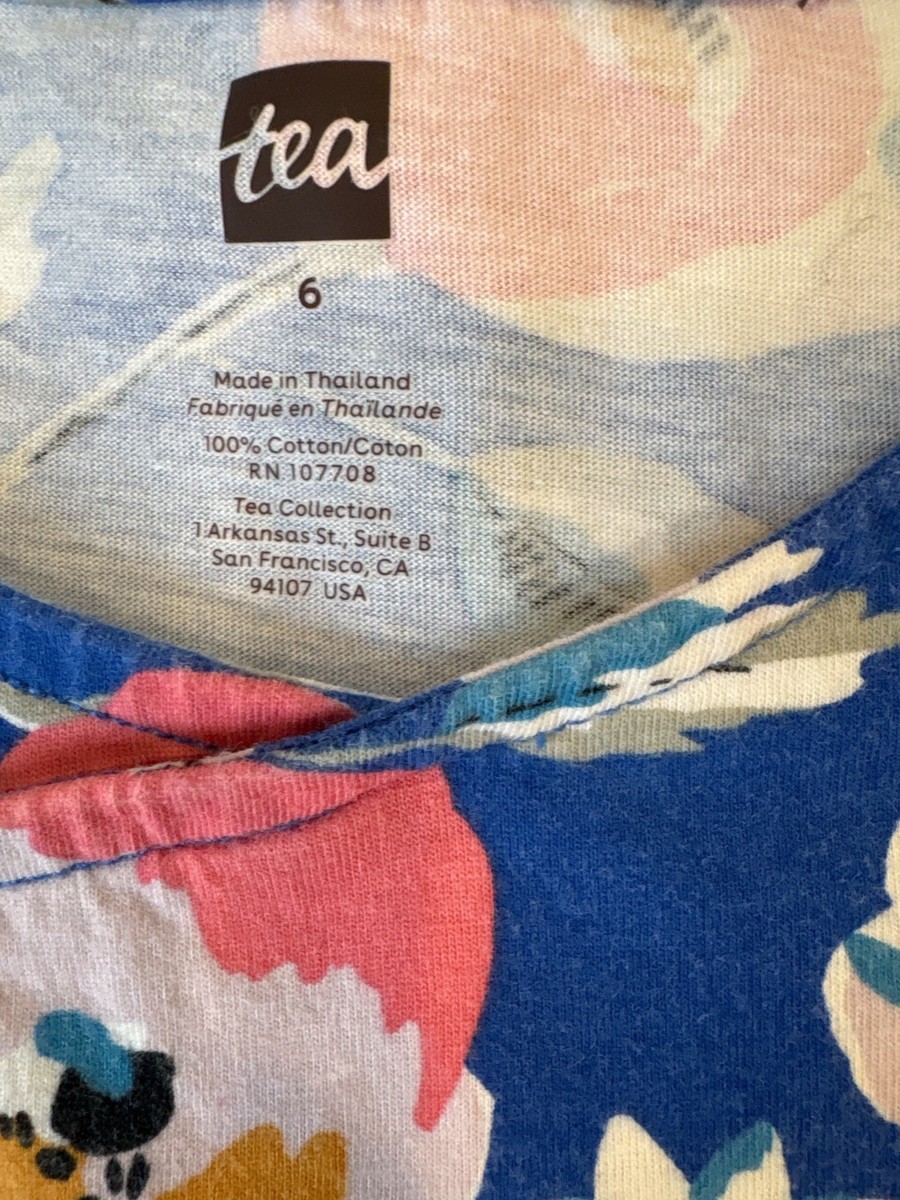 tea
6
Made in Thailand
Fabriqué en Thaïlande
100% Cotton/Coton
RN 107708
Tea Collection
1 Arkansas St., Suite B
San Francisco, CA
94107 USA